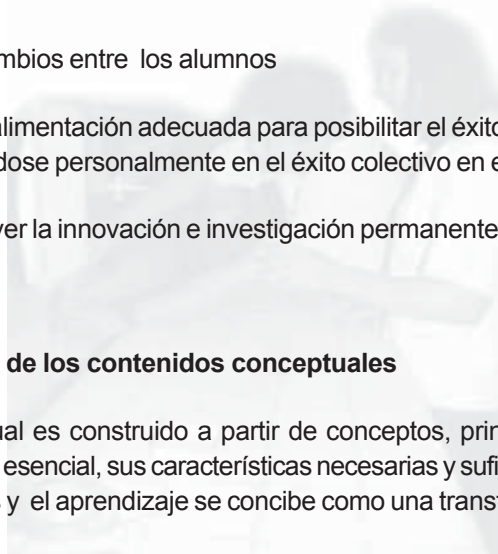 mbios entre los alumnos
alimentación adecuada para posibilitar el éxito
dose personalmente en el éxito colectivo en e
ver la innovación e investigación permanente
de los contenidos conceptuales
ual es construido a partir de conceptos, prin
esencial, sus características necesarias y sufi
s y el aprendizaje se concibe como una transf